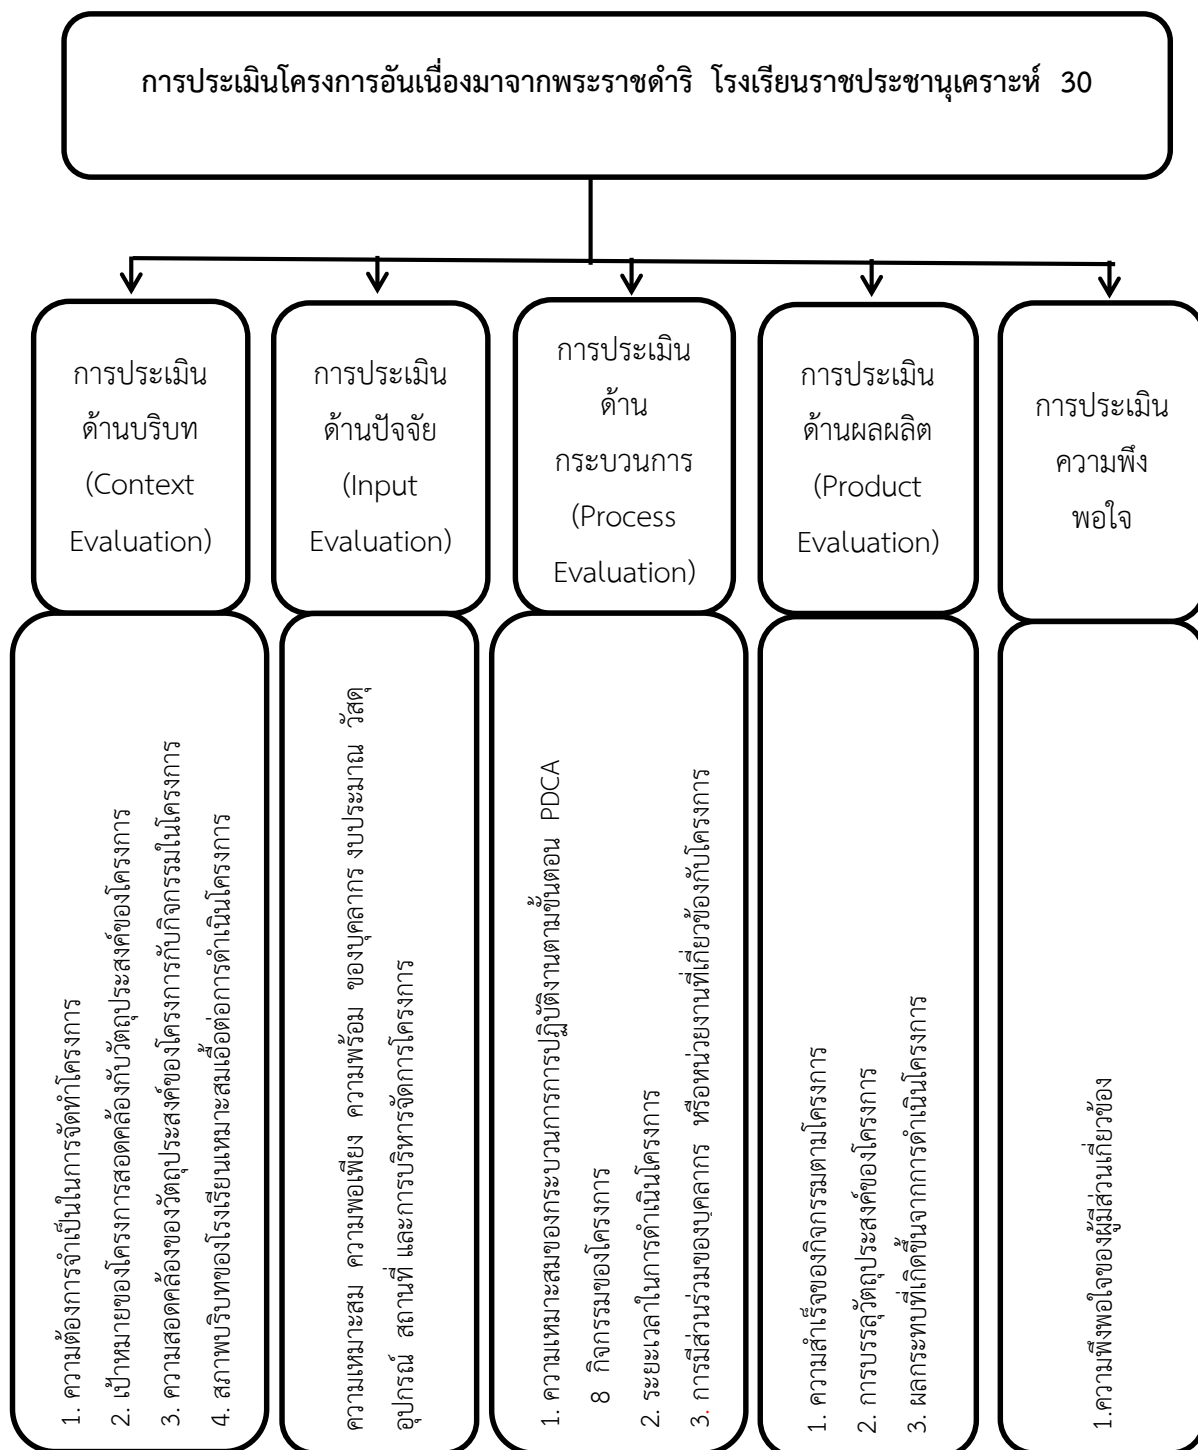 การประเมินโครงการอันเนื่องมาจากพระราชดำริ โรงเรียนราชประชานุเคราะห์ 30
การประเมิน
ด้านบริบท
(Context
Evaluation)
การประเมิน
ด้านปัจจัย
(Input
Evaluation)
การประเมิน
ด้าน
กระบวนการ
(Process
Evaluation)
การประเมิน
ด้านผลผลิต
(Product
Evaluation)
การประเมิน
ความพึง
พอใจ
1. ความต้องการจำเป็นในการจัดทำโครงการ
2. เป้าหมายของโครงการสอดคล้องกับวัตถุประสงค์ของโครงการ
3. ความสอดคล้องของวัตถุประสงค์ของโครงการกับกิจกรรมในโครงการ
4. สภาพบริบทของโรงเรียนเหมาะสมเอื้อต่อการดำเนินโครงการ
ความเหมาะสม ความพอเพียง ความพร้อม ของบุคลากร งบประมาณ วัสดุ
อุปกรณ์ สถานที่ และการบริหารจัดการโครงการ
1. ความเหมาะสมของกระบวนการการปฏิบัติงานตามขั้นตอน PDCA
8 กิจกรรมของโครงการ
2. ระยะเวลาในการดำเนินโครงการ
3. การมีส่วนร่วมของบุคลากร หรือหน่วยงานที่เกี่ยวข้องกับโครงการ
1. ความสำเร็จของกิจกรรมตามโครงการ
2. การบรรลุวัตถุประสงค์ของโครงการ
3. ผลกระทบที่เกิดขึ้นจากการดำเนินโครงการ
1.ความพึงพอใจของผู้มีส่วนเกี่ยวข้อง